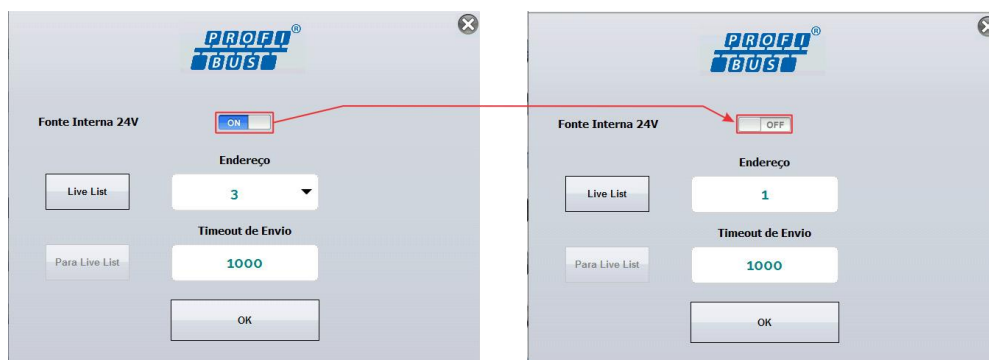 PROFI®
BUS
Fonte Interna 24V
ON
Endereço
Live List
3
Timeout de Envio
Para Live List
1000
OK
PROFI®
BUS
Fonte Interna 24V
OFF
Endereço
Live List
1
Timeout de Envio
Para Live List
1000
OK